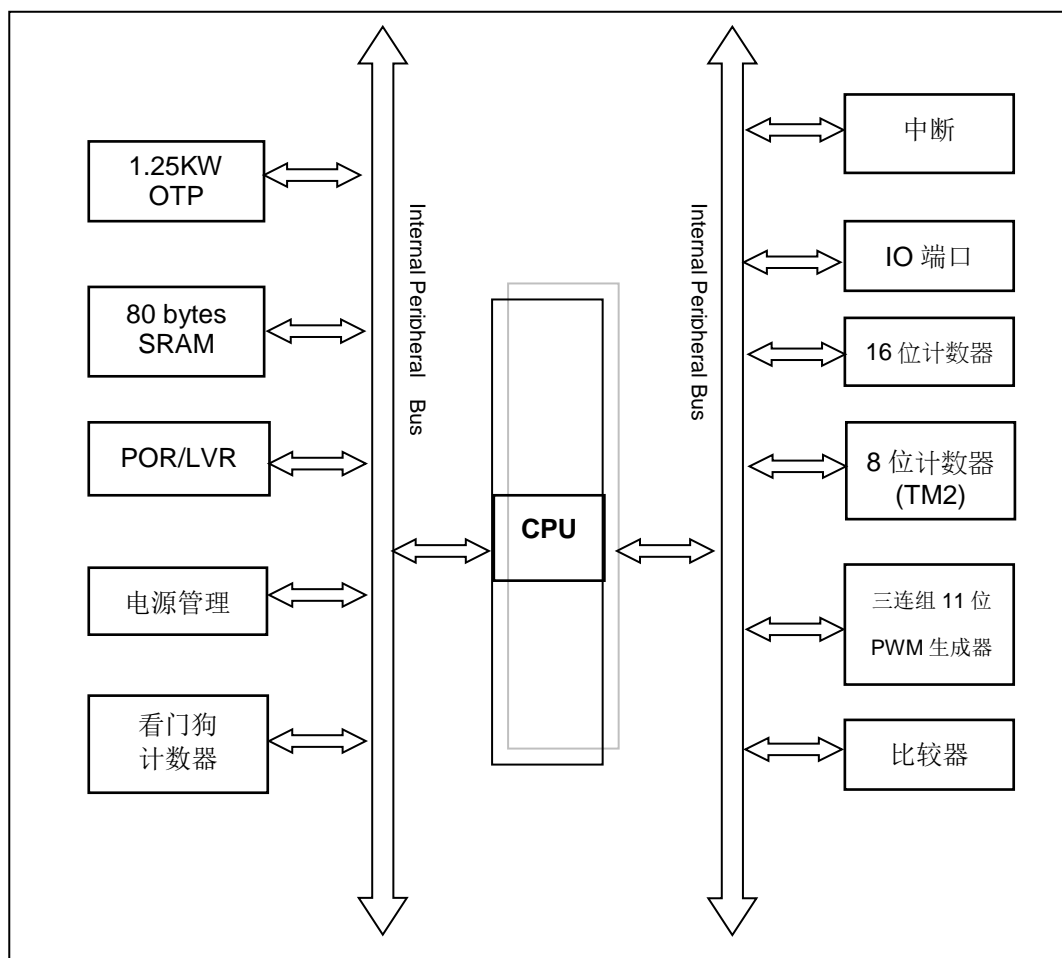 1.25KW
OTP
80 bytes
SRAM
POR/LVR
电源管理
看门狗
计数器
Internal Peripheral Bus
CPU
Internal Peripheral Bus
中断
IO 端口
16 位计数器
8 位计数器
(TM2)
三连组 11 位
PWM 生成器
比较器